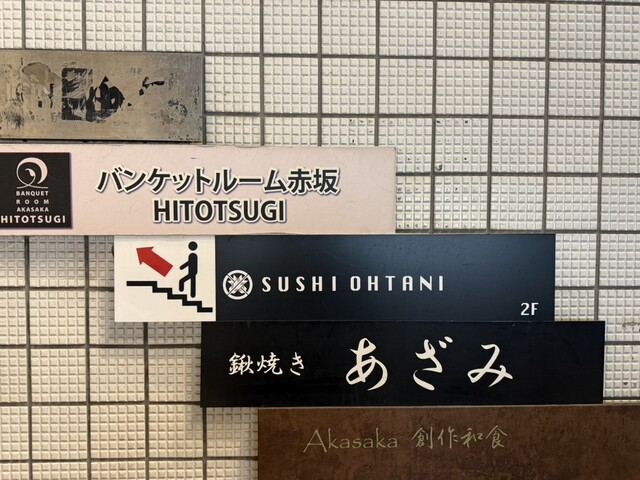 BANQUET
ROOM
AKASAKA
HITOTSUGI
バンケットルーム赤坂
HITOTSUGI
SUSHI OHTANI
2F
鍬焼き あざみ
Akasaka 創作和食